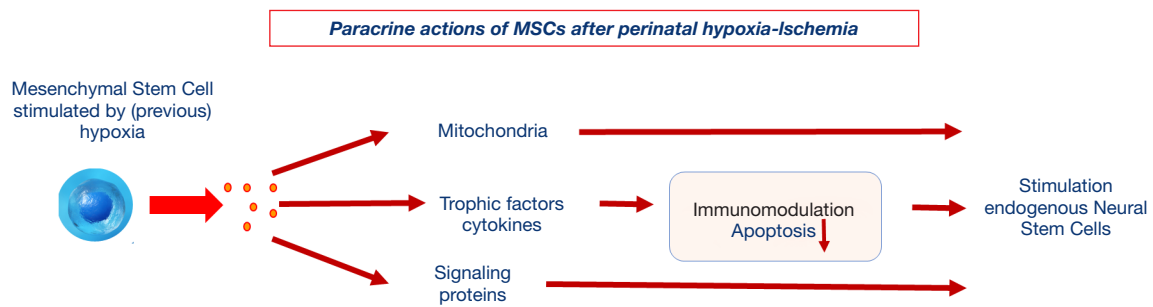 Paracrine actions of MSCs after perinatal hypoxia-Ischemia
Mesenchymal Stem Cell
stimulated by (previous)
hypoxia
Mitochondria
Trophic factors
cytokines
Signaling
proteins
Immunomodulation
Apoptosis
Stimulation
endogenous Neural
Stem Cells